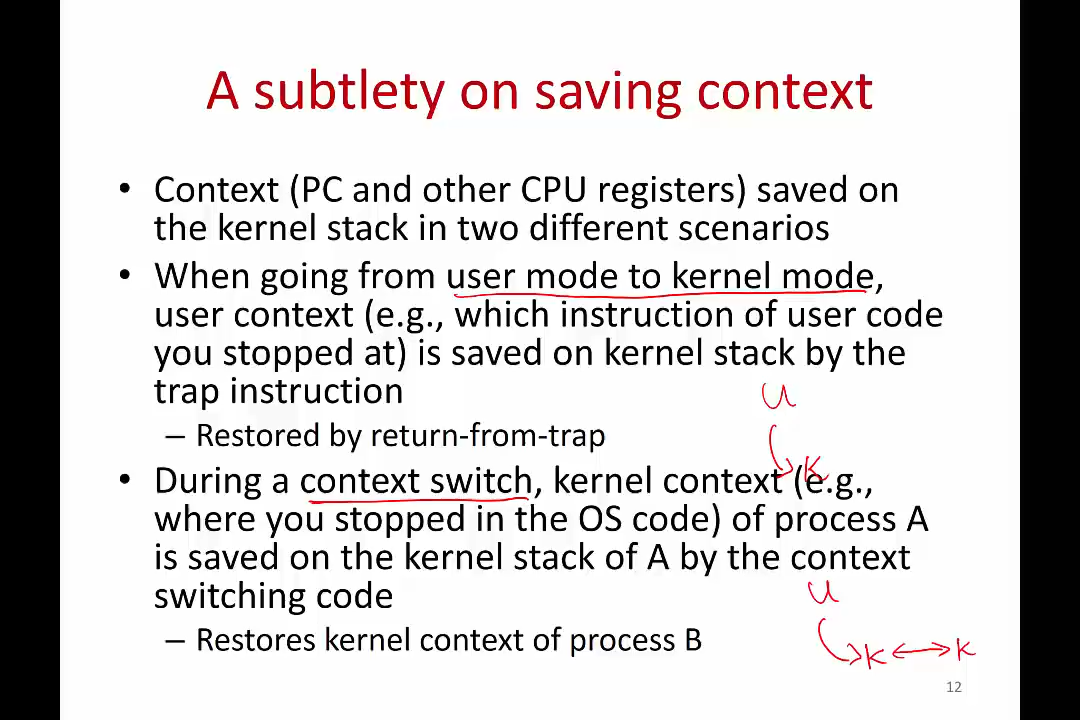 A subtlety on saving context
• Context (PC and other CPU registers) saved on
the kernel stack in two different scenarios
• When going from user mode to kernel mode,
user context (e.g., which instruction of user code
you stopped at) is saved on kernel stack by the
trap instruction
U
– Restored by return-from-trap
K
• During a context switch, kernel context (e.g.,
where you stopped in the OS code) of process A
is saved on the kernel stack of A by the context
switching code
U
– Restores kernel context of process B
K K
12